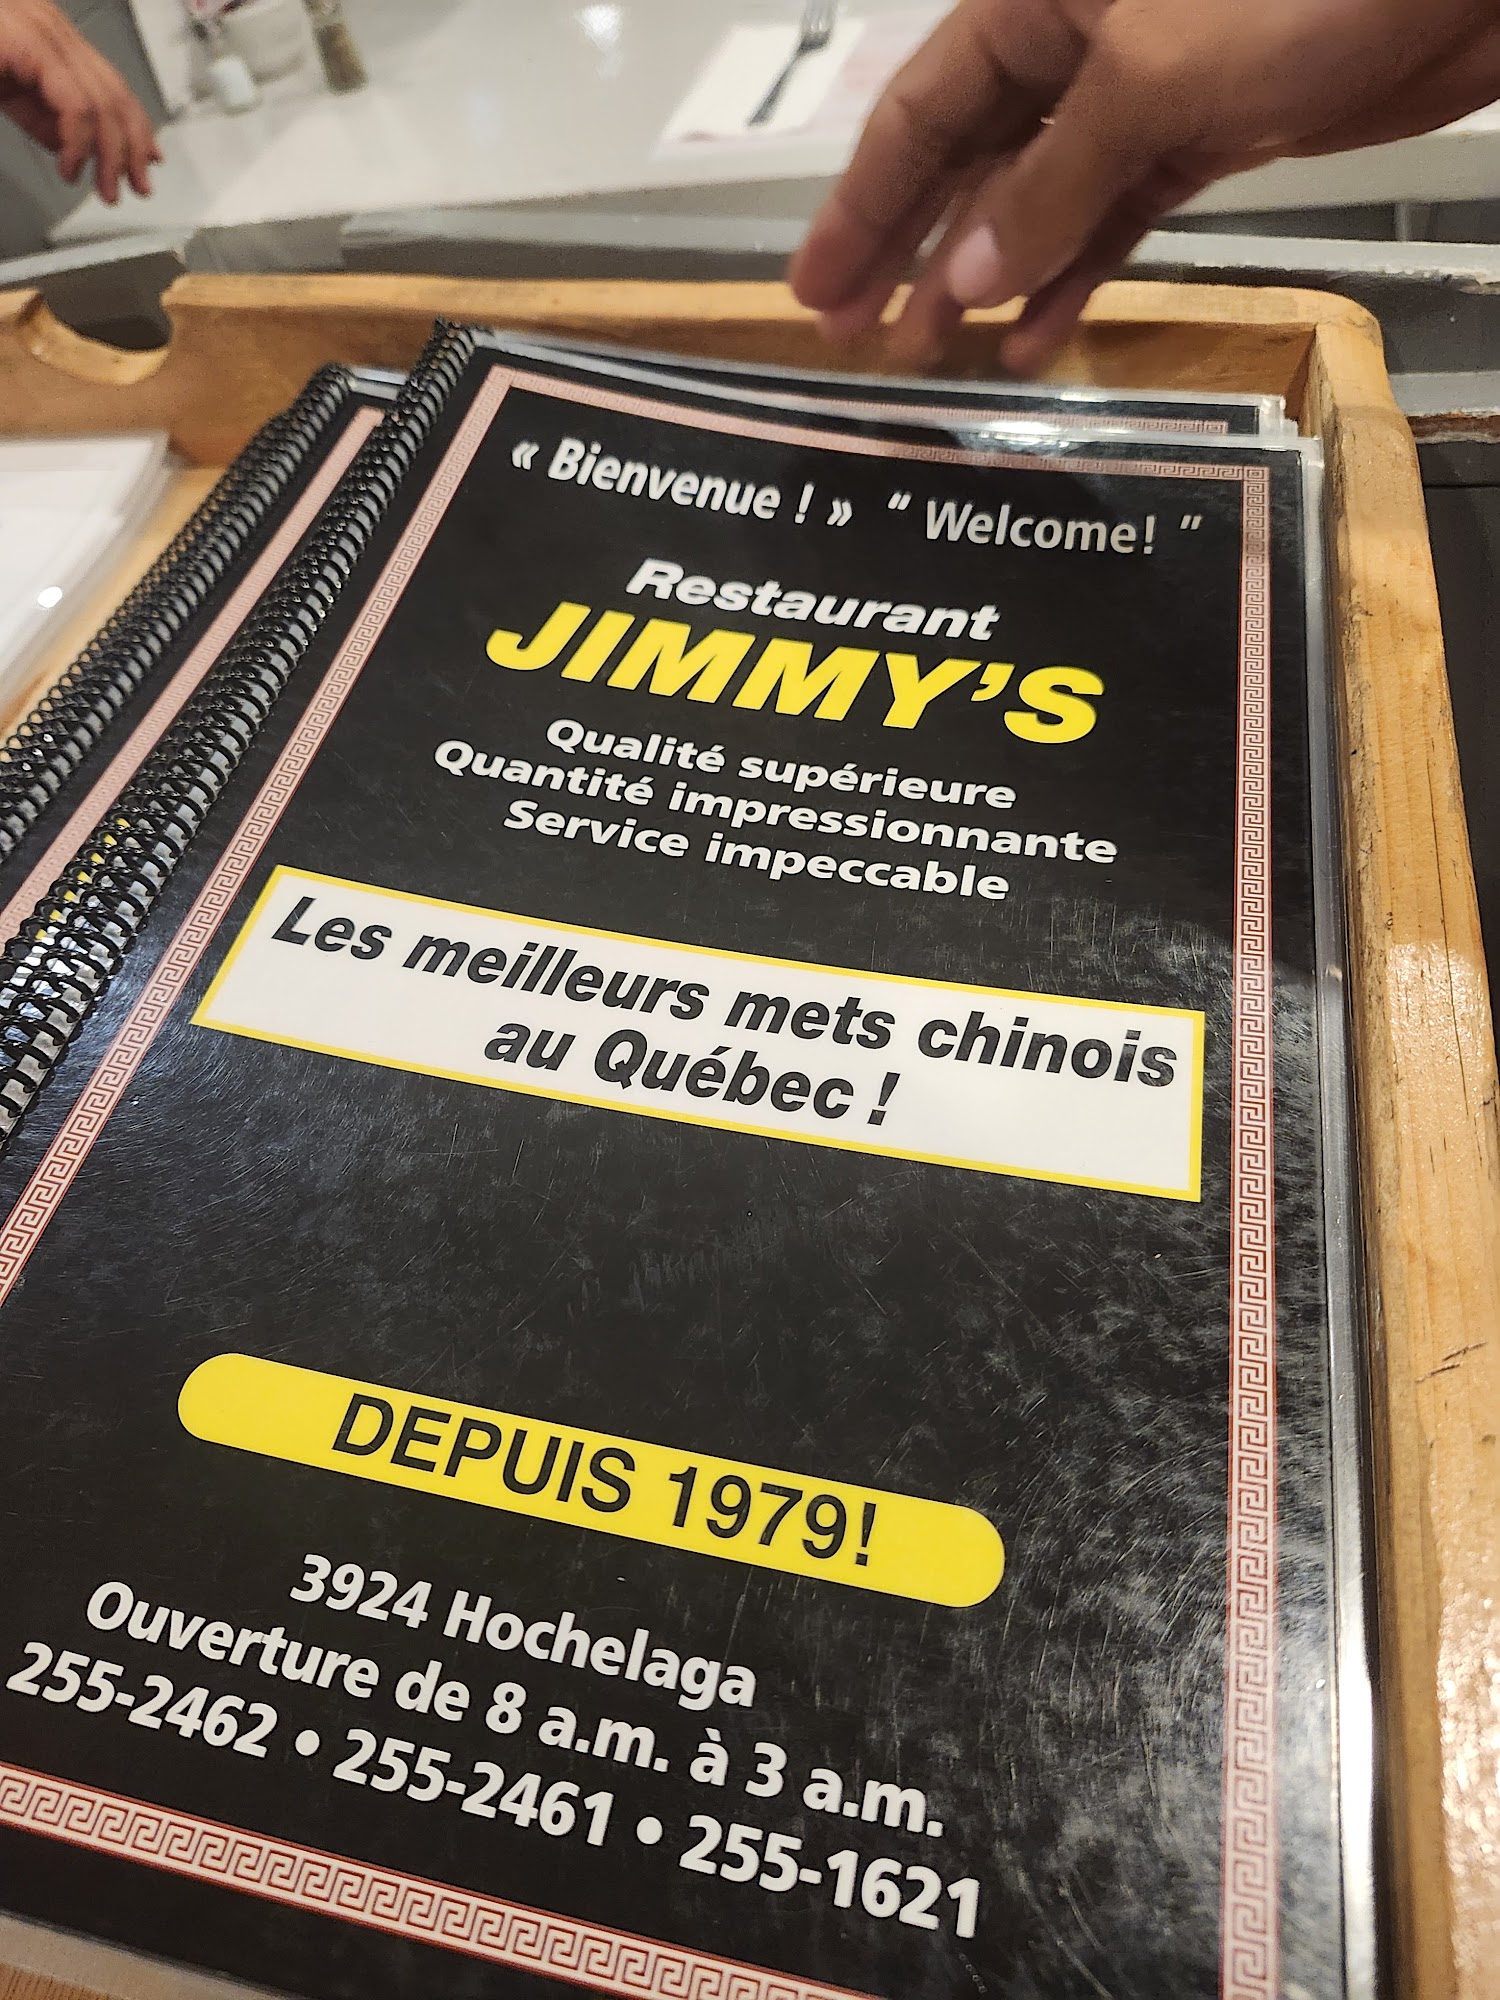 « Bienvenue ! » “ Welcome! ”
Restaurant
JIMMY'S
Qualité supérieure
Quantité impressionnante
Service impeccable
Les meilleurs mets chinois
au Québec !
DEPUIS 1979!
3924 Hochelaga
Ouverture de 8 a.m. à 3 a.m.
255-2462 • 255-2461 • 255-1621